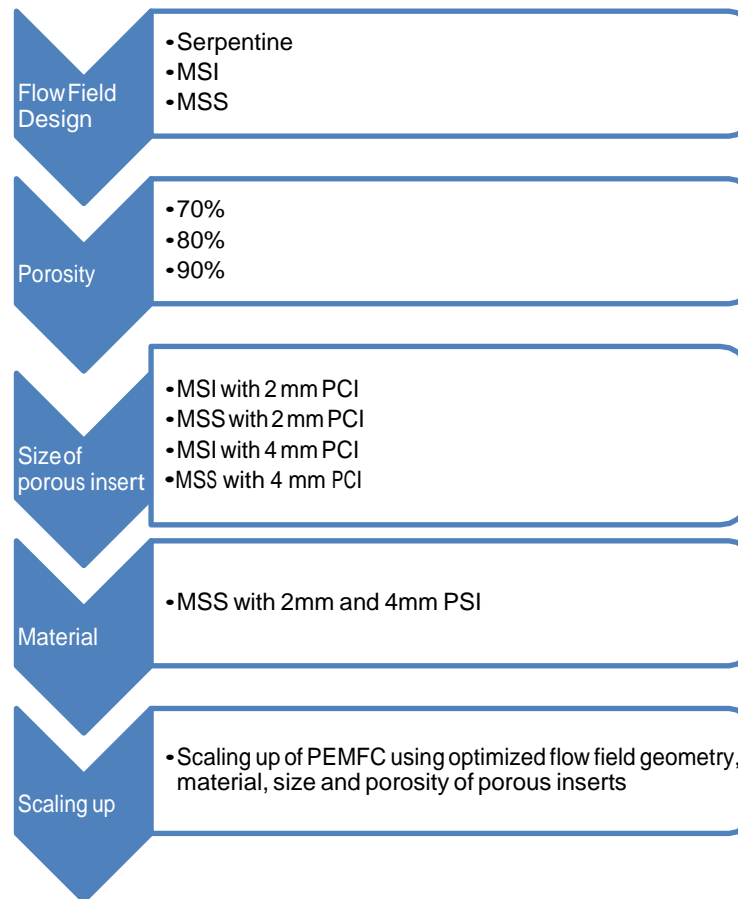 Flow Field
Design
•Serpentine
•MSI
•MSS
Porosity
•70%
•80%
•90%
Size of
porous insert
•MSI with 2 mm PCI
•MSS with 2 mm PCI
•MSI with 4 mm PCI
•MSS with 4 mm PCI
Material
•MSS with 2mm and 4mm PSI
Scaling up
•Scaling up of PEMFC using optimized flow field geometry,
material, size and porosity of porous inserts